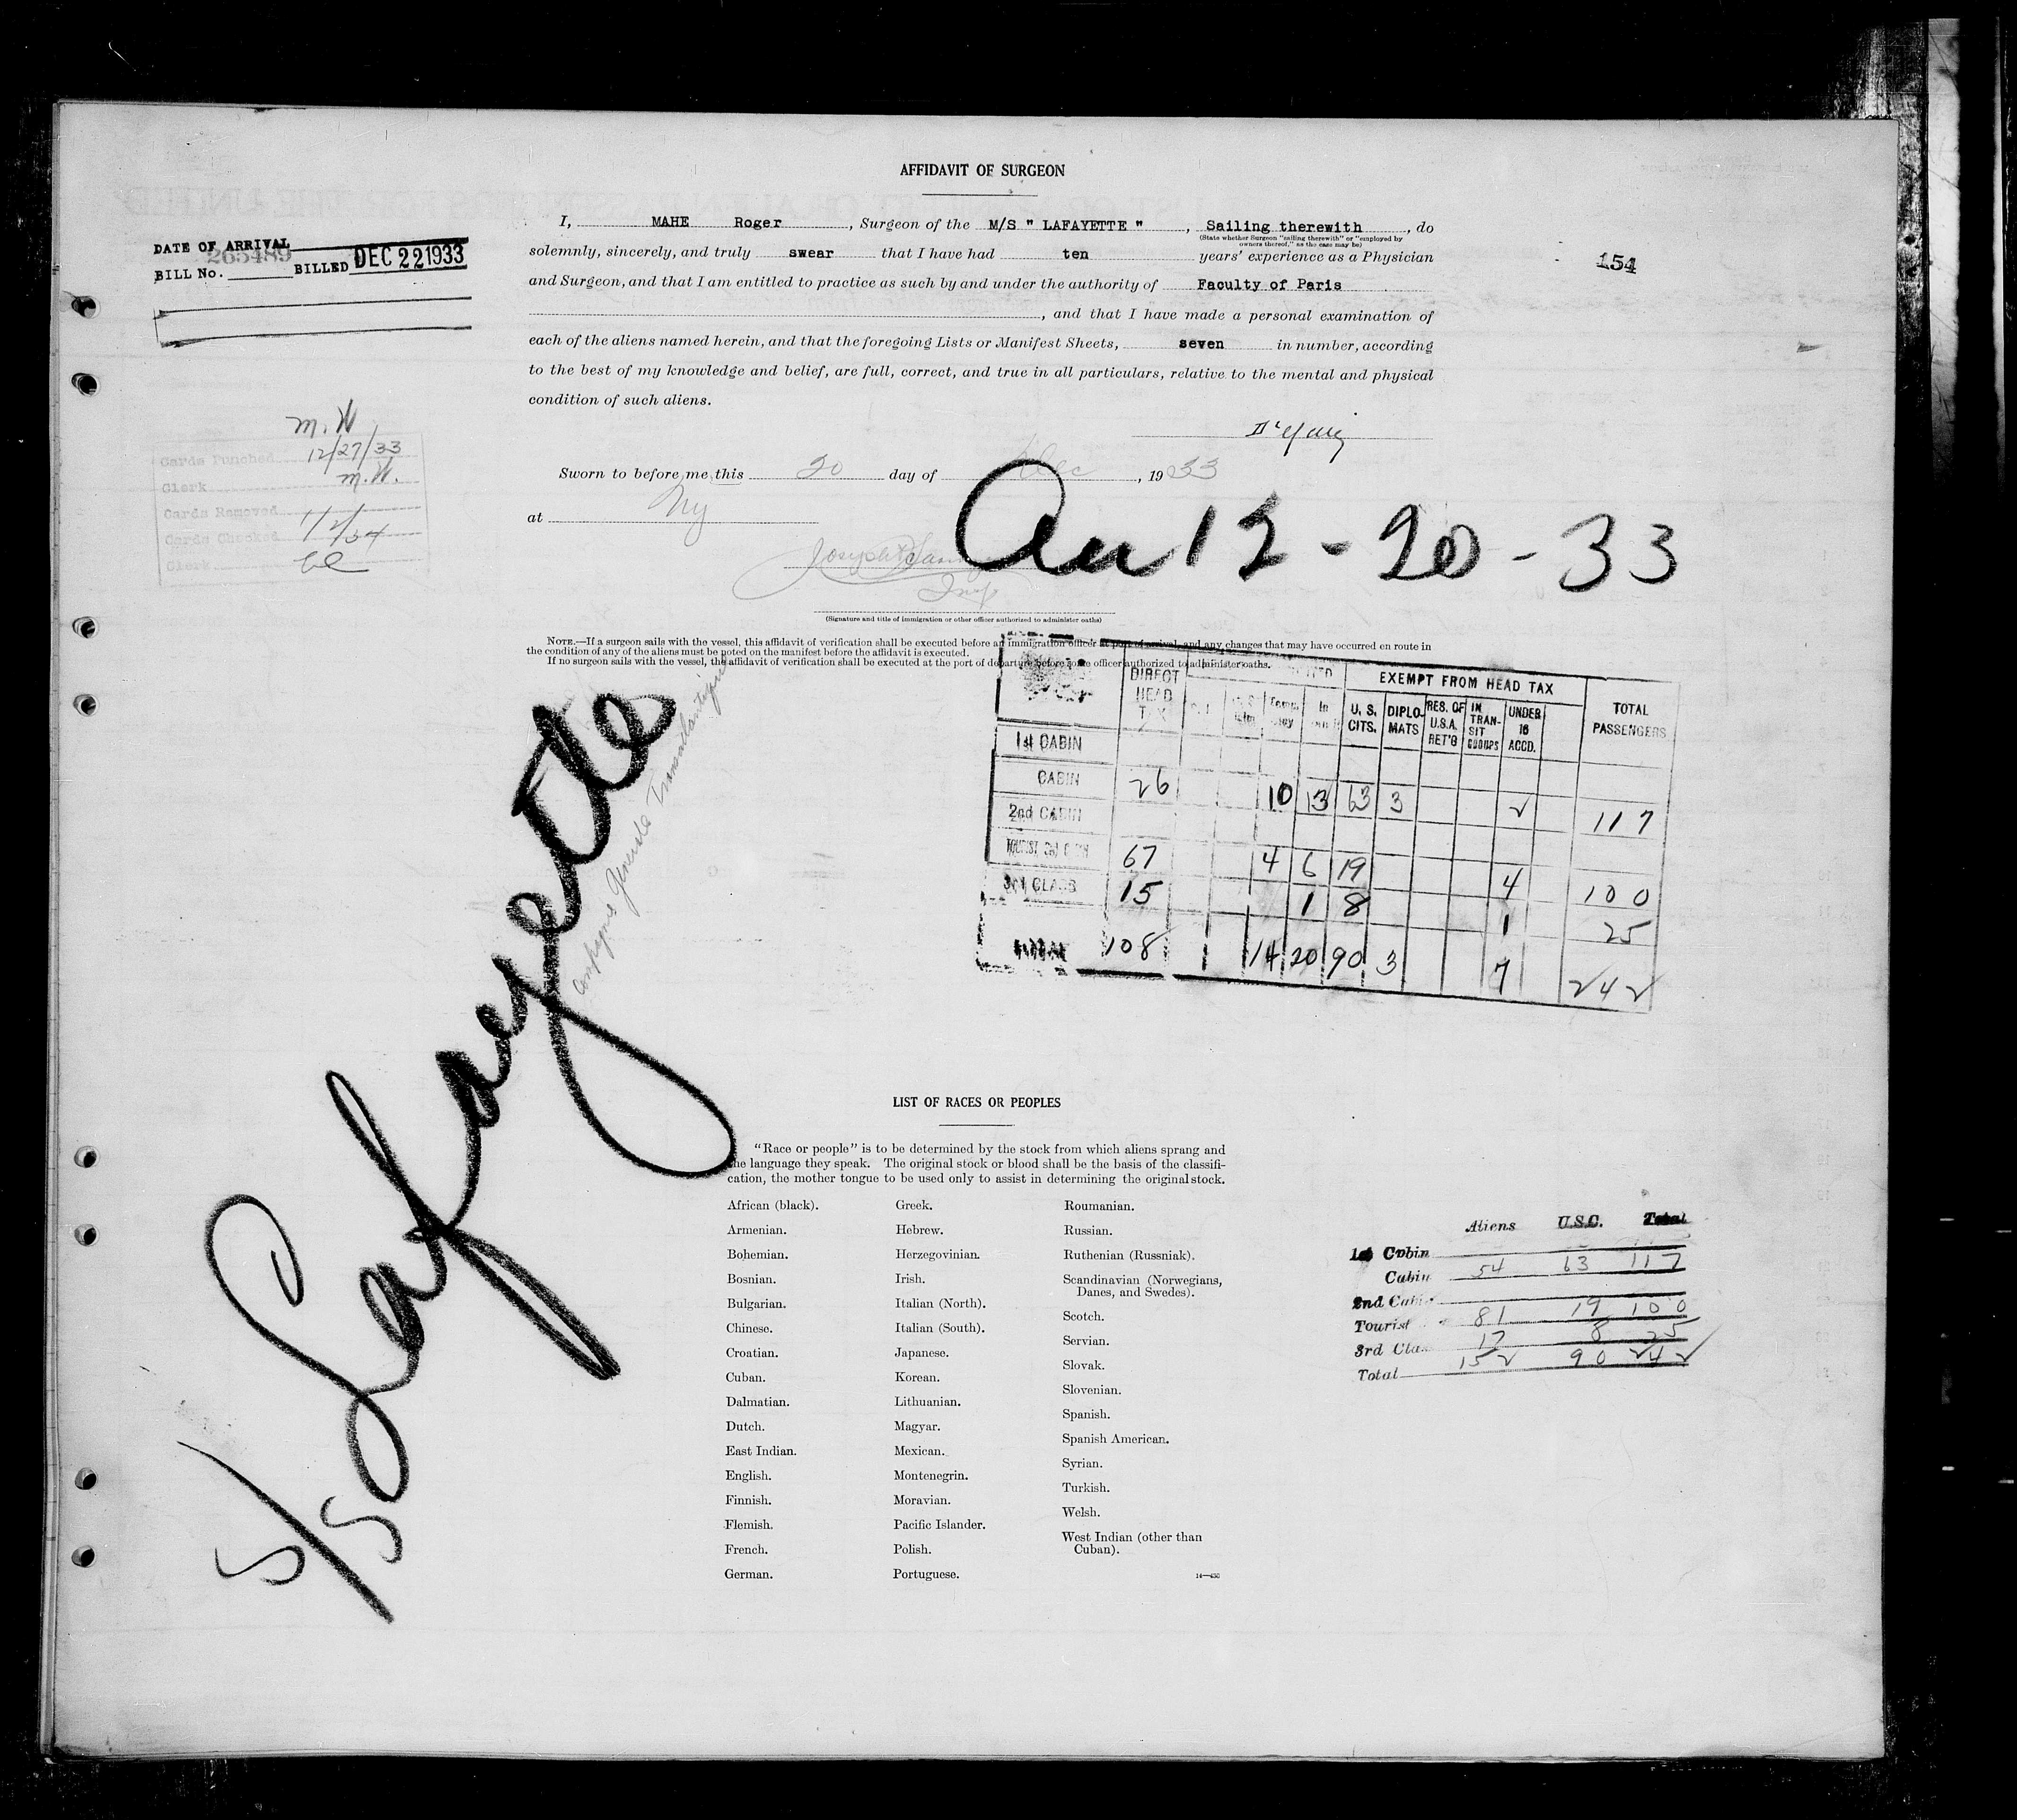 AFFIDAVIT OF SURGEON
I, MAHE Roger, Surgeon of the M/S " LAFAYETTE ", Sailing therewith, do
(State whether Surgeon "sailing therewith" or "employed by
owners thereof," as the case may be)
solemnly, sincerely, and truly swear that I have had ten years' experience as a Physician
and Surgeon, and that I am entitled to practice as such by and under the authority of Faculty of Paris
, and that I have made a personal examination of
each of the aliens named herein, and that the foregoing Lists or Manifest Sheets, seven in number, according
to the best of my knowledge and belief, are full, correct, and true in all particulars, relative to the mental and physical
condition of such aliens.
Sworn to before me this 20 day of Dec, 1933
at Ny
Joseph
Insp
(Signature and title of immigration or other officer authorized to administer oaths)
NOTE.—If a surgeon sails with the vessel, this affidavit of verification shall be executed before an immigration officer at port of arrival, and any changes that may have occurred en route in
the condition of any of the aliens must be noted on the manifest before the affidavit is executed.
If no surgeon sails with the vessel, the affidavit of verification shall be executed at the port of departure before some officer authorized to administer oaths.
DATE OF ARRIVAL
265489
BILL No. BILLED DEC 22 1933
154
m.W
Cards Punched 12/27/33
Clerk m.W.
Cards Removed
Cards Checked 1/2/34
Clerk
Arr 12-20-33
S/S Lafayette
Compagnie Generale Transatlantique
DIRECT HEAD TAX
EXEMPT FROM HEAD TAX
TOTAL PASSENGERS
U. S. CITS. DIPLOMATS RES. OF U.S.A. RET'G IN TRANSIT GROUPS UNDER 16 ACCD.
1st CABIN
CABIN 26 10 13 63 3 2 117
2nd CABIN
TOURIST 3rd CABIN 67 4 6 19 4 100
3rd CLASS 15 1 8 1 25
108 14 20 90 3 7 242
LIST OF RACES OR PEOPLES
"Race or people" is to be determined by the stock from which aliens sprang and
the language they speak. The original stock or blood shall be the basis of the classifi-
cation, the mother tongue to be used only to assist in determining the original stock.
African (black).
Armenian.
Bohemian.
Bosnian.
Bulgarian.
Chinese.
Croatian.
Cuban.
Dalmatian.
Dutch.
East Indian.
English.
Finnish.
Flemish.
French.
German.
Greek.
Hebrew.
Herzegovinian.
Irish.
Italian (North).
Italian (South).
Japanese.
Korean.
Lithuanian.
Magyar.
Mexican.
Montenegrin.
Moravian.
Pacific Islander.
Polish.
Portuguese.
Roumanian.
Russian.
Ruthenian (Russniak).
Scandinavian (Norwegians,
Danes, and Swedes).
Scotch.
Servian.
Slovak.
Slovenian.
Spanish.
Spanish American.
Syrian.
Turkish.
Welsh.
West Indian (other than
Cuban).
Aliens U.S.C. Total
1st Cabin
Cabin 54 63 117
2nd Cabin
Tourist 81 19 100
3rd Class 17 8 25
Total 152 90 242